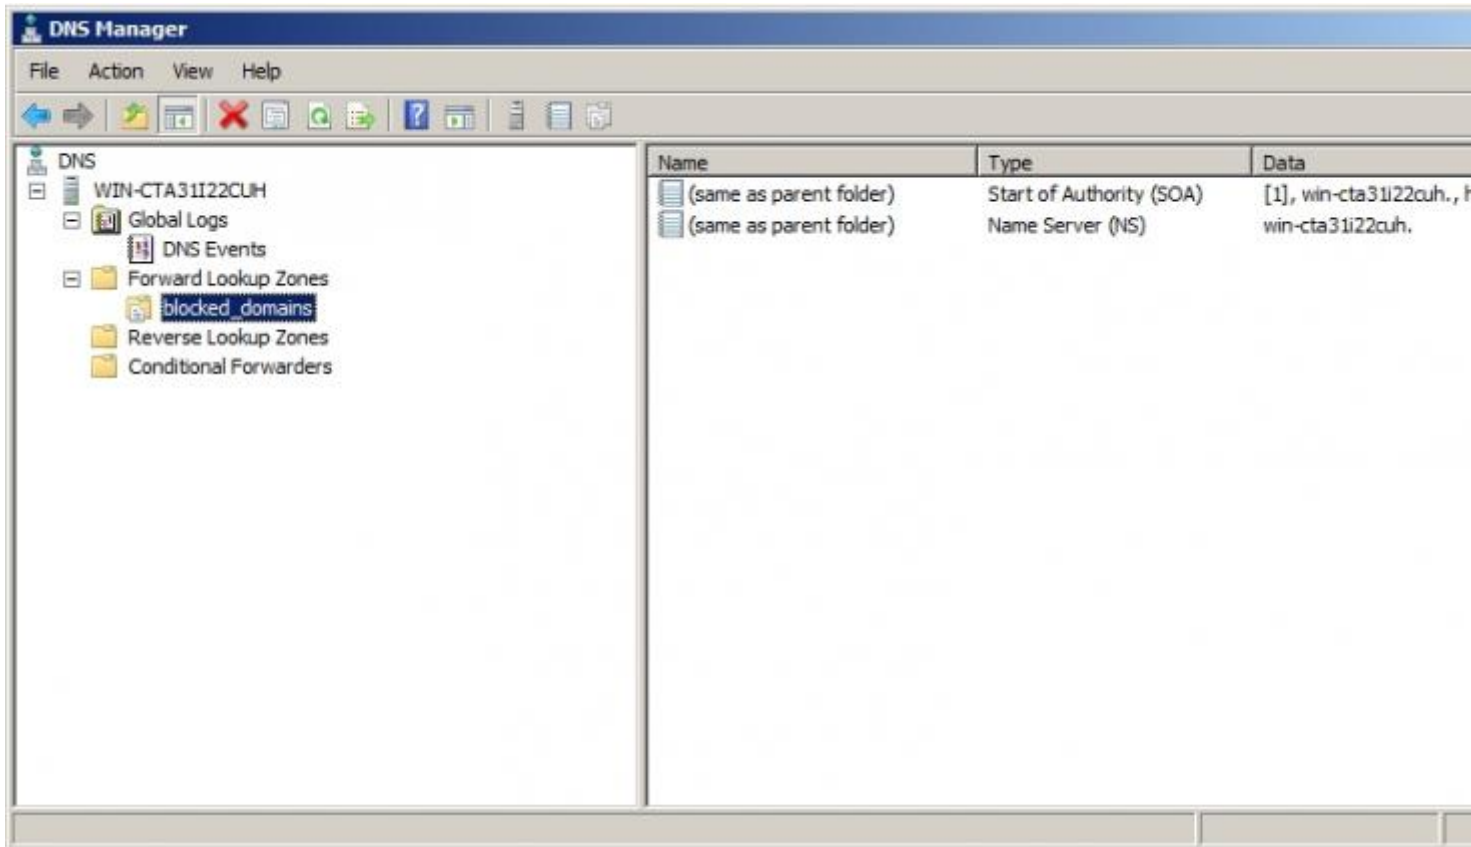 DNS Manager
File Action View Help
DNS
WIN-CTA31I22CUH
Global Logs
DNS Events
Forward Lookup Zones
blocked_domains
Reverse Lookup Zones
Conditional Forwarders
Name Type Data
(same as parent folder) Start of Authority (SOA) [1], win-cta31i22cuh., h
(same as parent folder) Name Server (NS) win-cta31i22cuh.